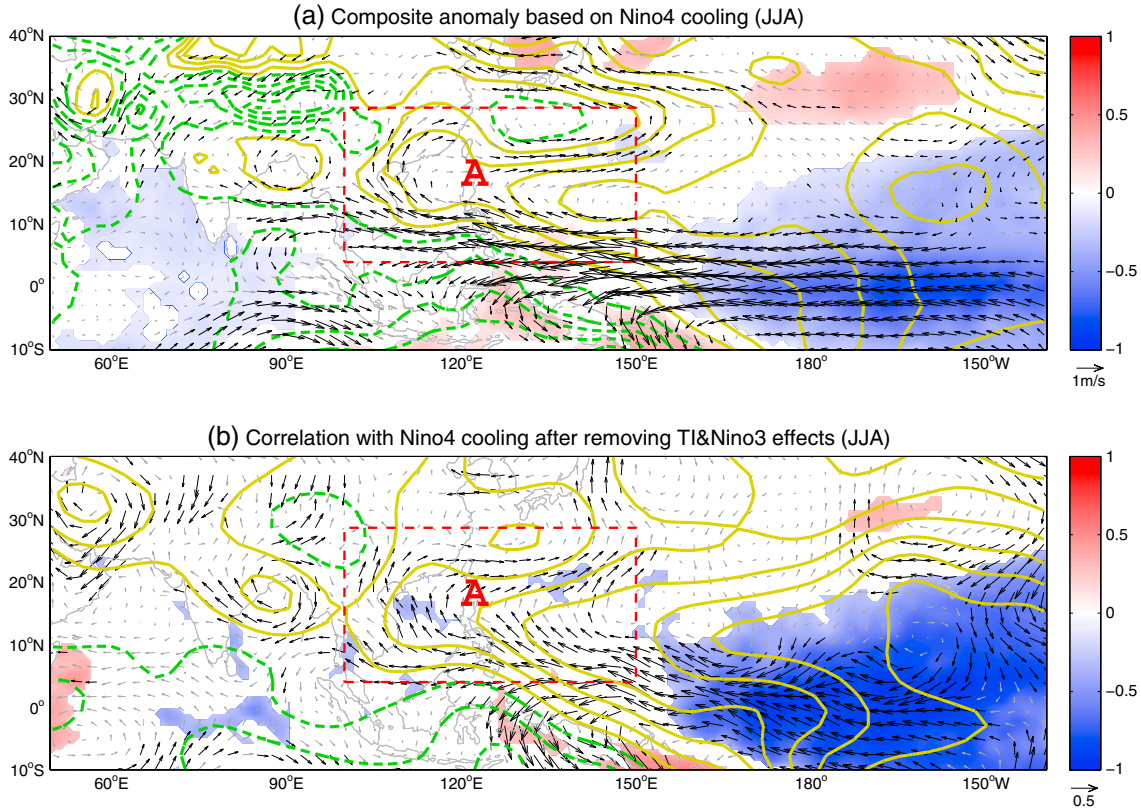 (a) Composite anomaly based on Nino4 cooling (JJA)
40°N
30°N
20°N
10°N
0°
10°S
60°E
90°E
120°E
150°E
180°
150°W
A
1
0.5
0
−0.5
−1
1m/s
(b) Correlation with Nino4 cooling after removing TI&Nino3 effects (JJA)
40°N
30°N
20°N
10°N
0°
10°S
60°E
90°E
120°E
150°E
180°
150°W
A
1
0.5
0
−0.5
−1
0.5